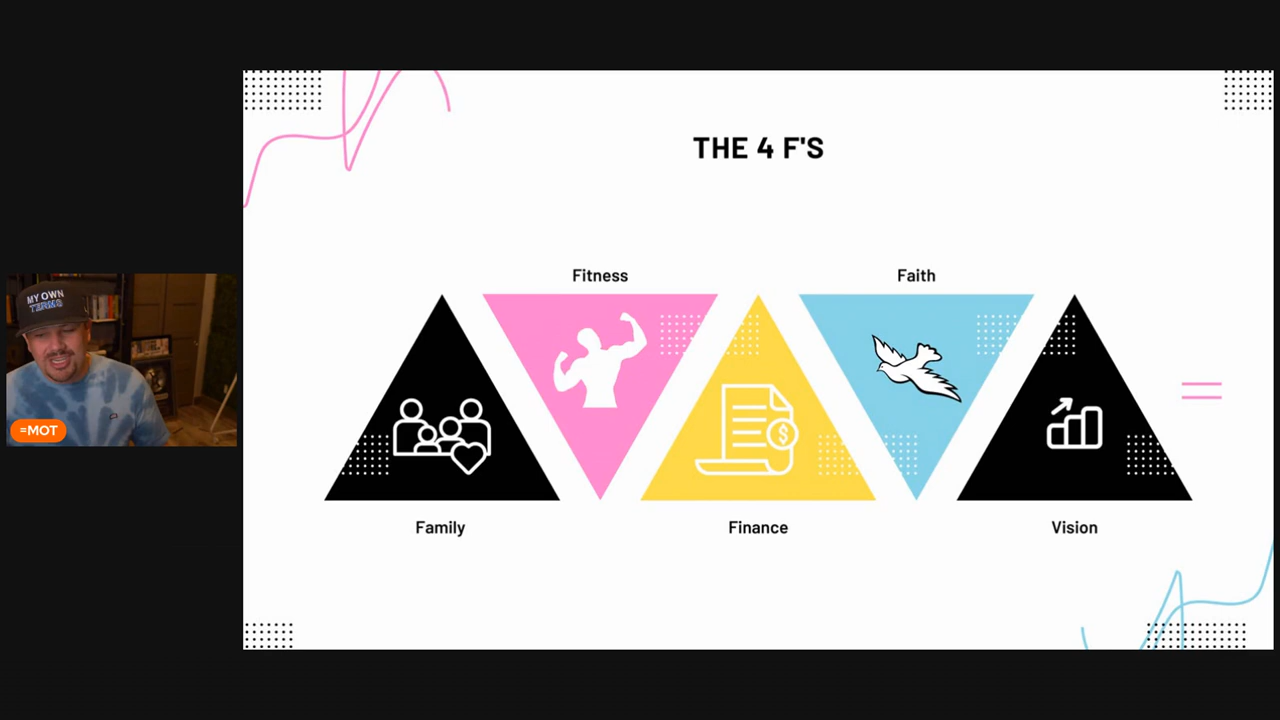 THE 4 F'S
Fitness
Faith
MY OWN
TERMS
=MOT
$
Family
Finance
Vision